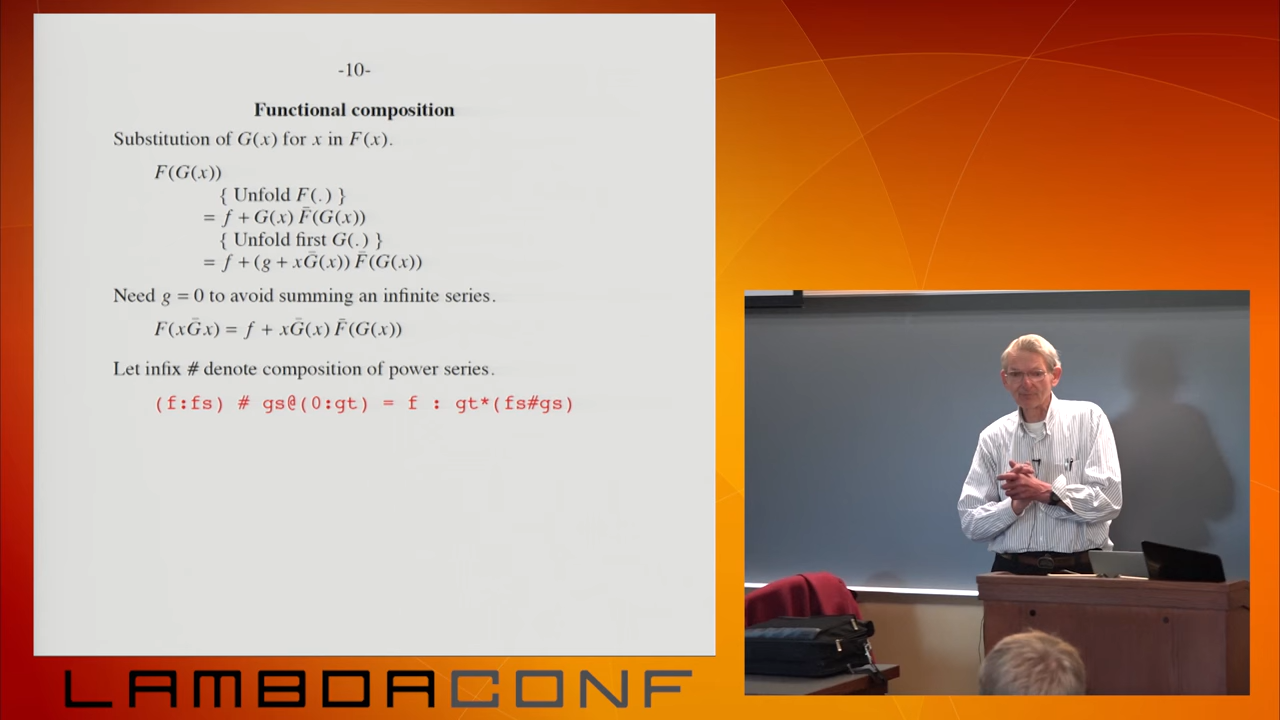 -10-
Functional composition
Substitution of G(x) for x in F(x).
F(G(x))
{ Unfold F(.) }
= f + G(x) F̄(G(x))
{ Unfold first G(.) }
= f + (g + xḠ(x)) F̄(G(x))
Need g = 0 to avoid summing an infinite series.
F(xḠx) = f + xḠ(x) F̄(G(x))
Let infix # denote composition of power series.
(f:fs) # gs@(0:gt) = f : gt*(fs#gs)
LAMBDACONF